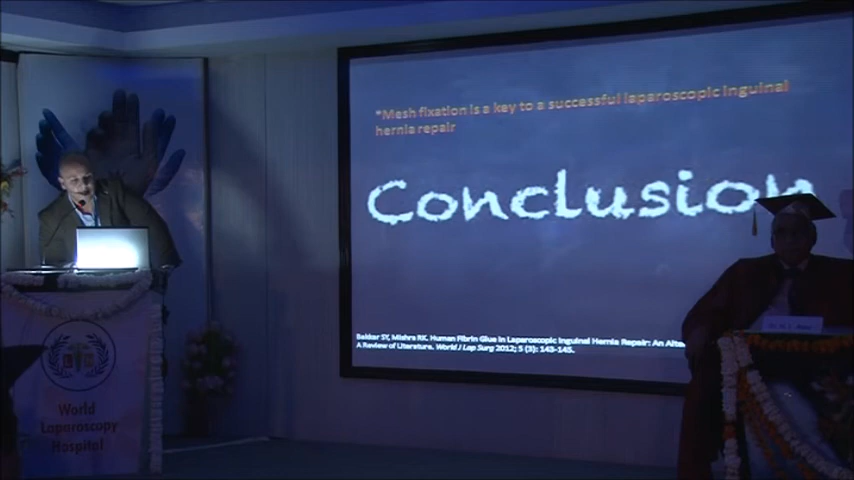 *Mesh fixation is a key to a successful laparoscopic inguinal
hernia repair
Conclusion
Bakkar SY, Mishra RK. Human Fibrin Glue in Laparoscopic Inguinal Hernia Repair: An Alte
A Review of Literature. World J Lap Surg 2012; 5 (3): 143-145.
World
Laparoscopy
Hospital